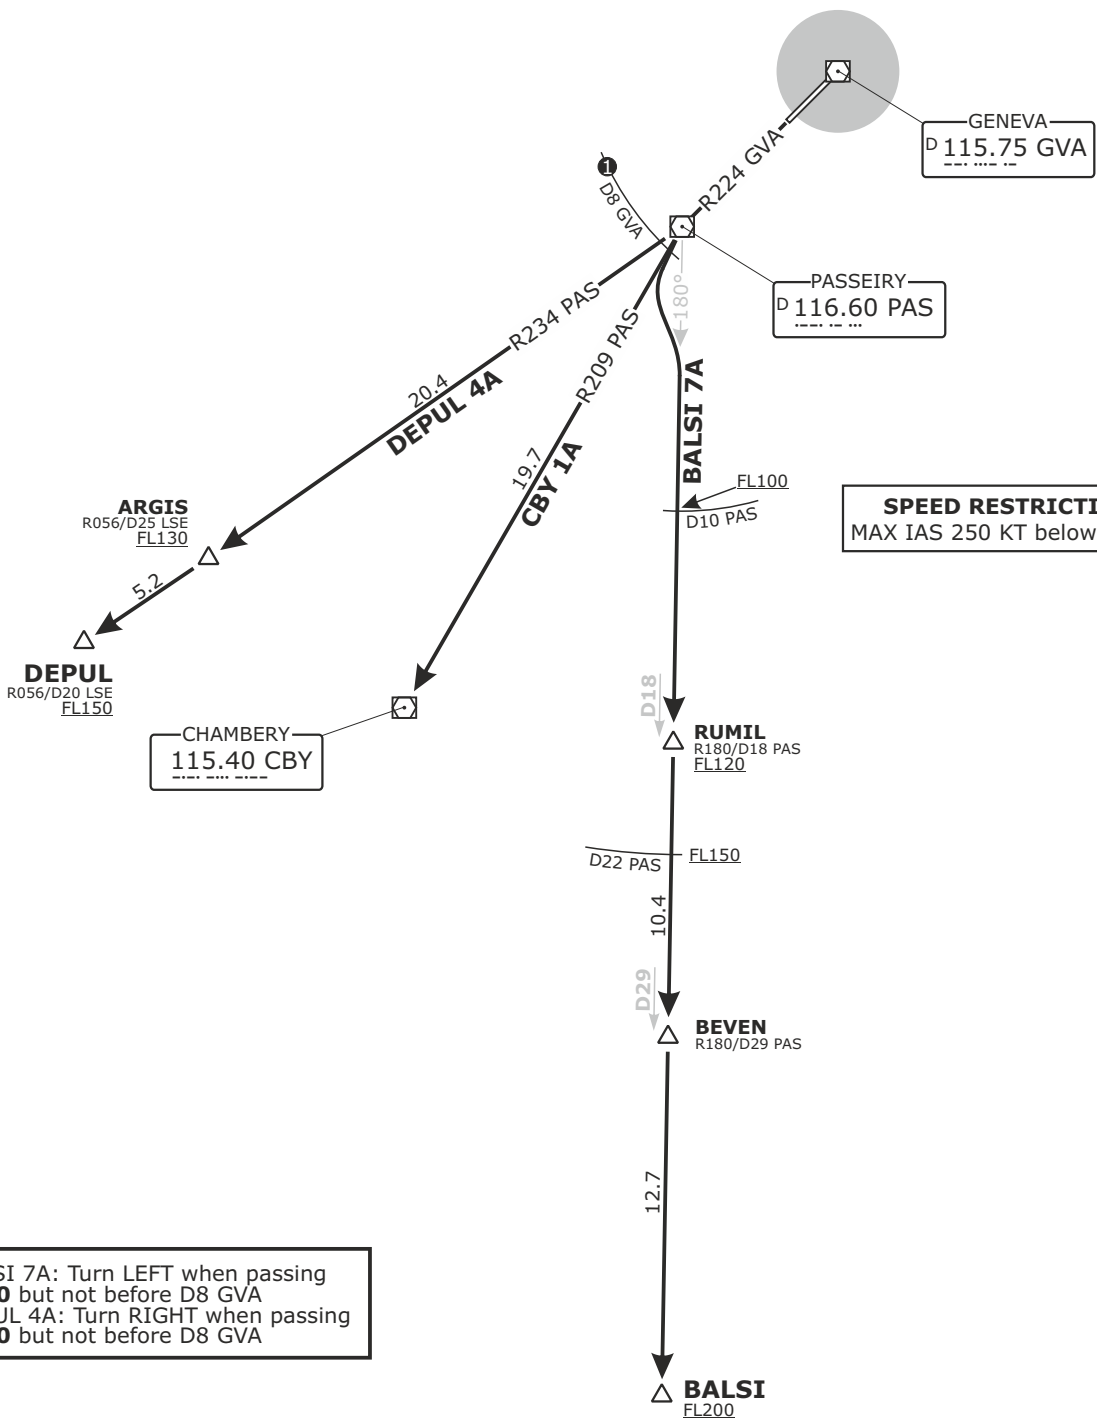 GENEVA
D 115.75 GVA
R224 GVA
1
D8 GVA
PASSEIRY
D 116.60 PAS
180°
R234 PAS
R209 PAS
20.4
DEPUL 4A
19.7
CBY 1A
BALSI 7A
FL100
D10 PAS
SPEED RESTRICTI
MAX IAS 250 KT below
ARGIS
R056/D25 LSE
FL130
5.2
DEPUL
R056/D20 LSE
FL150
CHAMBERY
115.40 CBY
D18
RUMIL
R180/D18 PAS
FL120
D22 PAS
FL150
10.4
D29
BEVEN
R180/D29 PAS
12.7
SI 7A: Turn LEFT when passing
0 but not before D8 GVA
UL 4A: Turn RIGHT when passing
0 but not before D8 GVA
BALSI
FL200